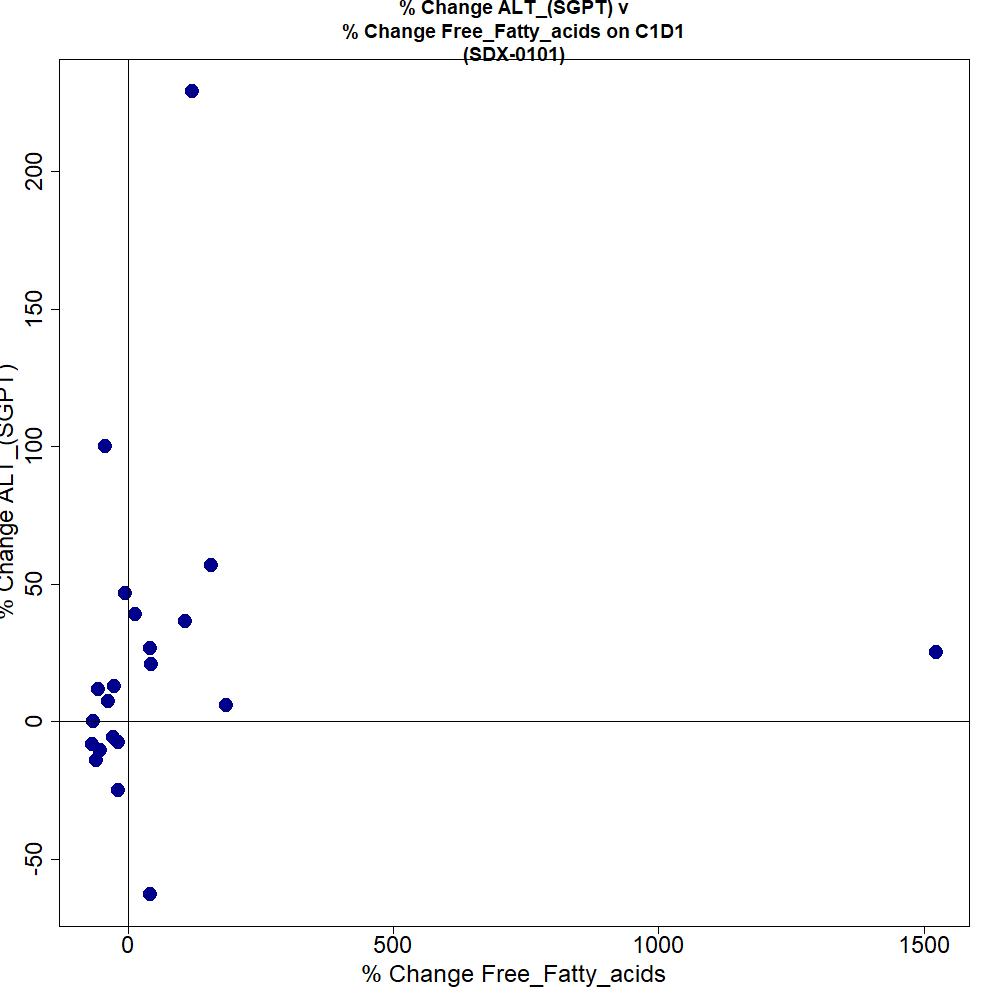 % Change ALT_(SGPT) v
% Change Free_Fatty_acids on C1D1
(SDX-0101)
% Change ALT_(SGPT)
200
150
100
50
0
-50
0
500
1000
1500
% Change Free_Fatty_acids